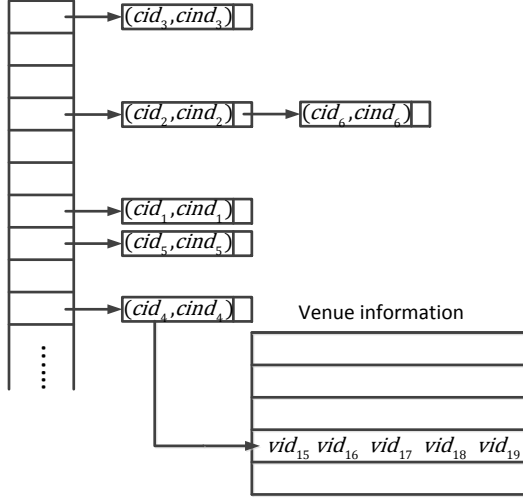 (cid₃,cind₃)
(cid₂,cind₂) (cid₆,cind₆)
(cid₁,cind₁)
(cid₅,cind₅)
(cid₄,cind₄)
Venue information
vid₁₅ vid₁₆ vid₁₇ vid₁₈ vid₁₉